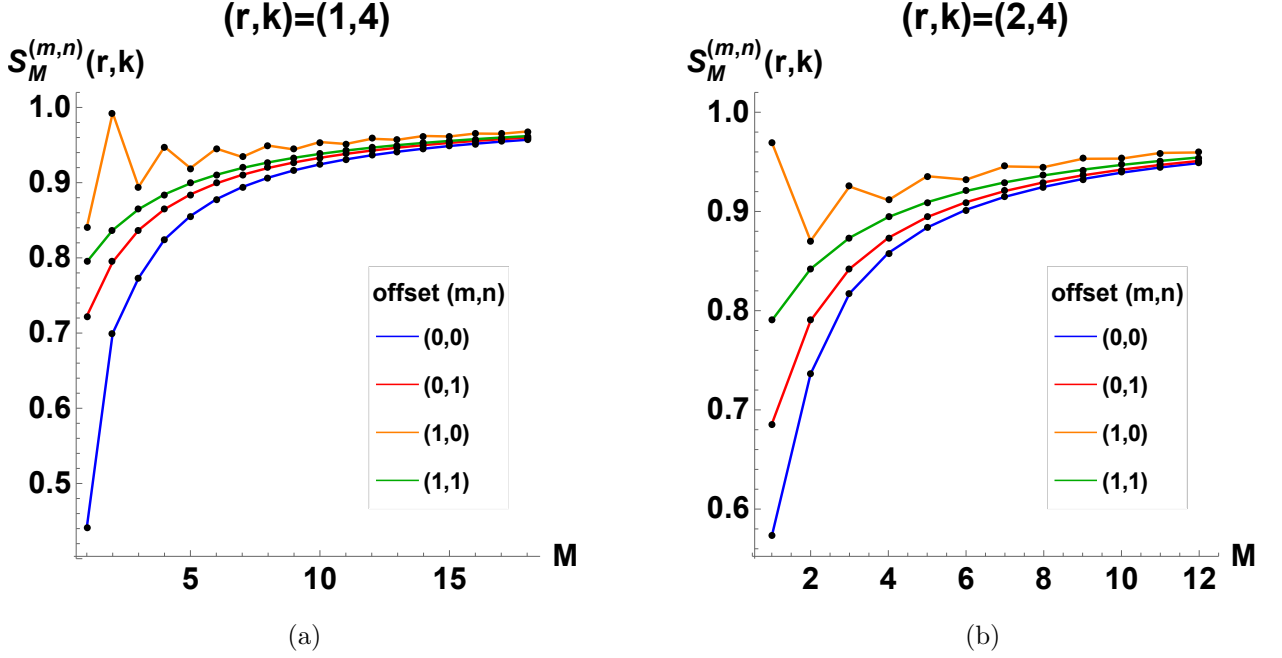 (r,k)=(1,4)
S_M^{(m,n)}(r,k)
1.0
0.9
0.8
0.7
0.6
0.5
5
10
15
M
offset (m,n)
(0,0)
(0,1)
(1,0)
(1,1)
(a)
(r,k)=(2,4)
S_M^{(m,n)}(r,k)
1.0
0.9
0.8
0.7
0.6
2
4
6
8
10
12
M
offset (m,n)
(0,0)
(0,1)
(1,0)
(1,1)
(b)